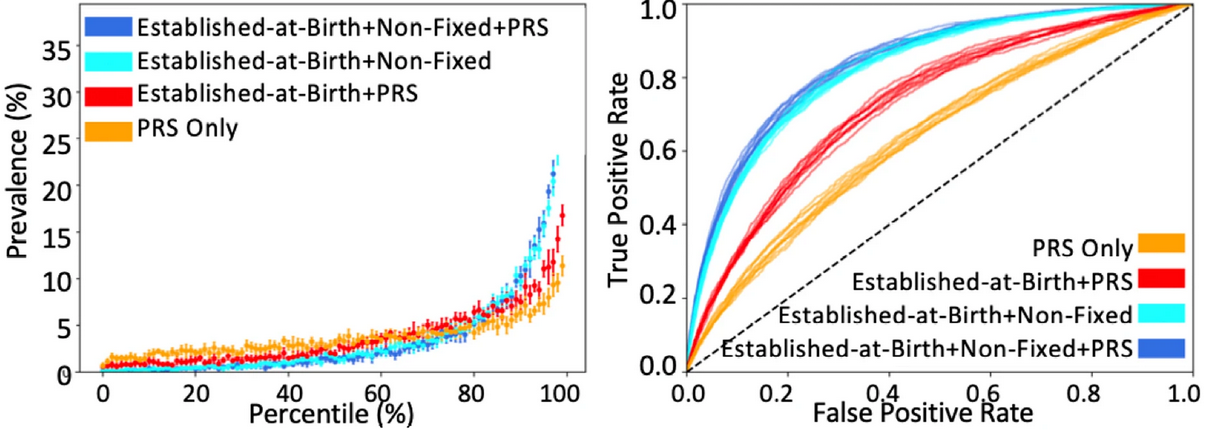 Prevalence (%)
35
30
25
20
15
10
5
0
Established-at-Birth+Non-Fixed+PRS
Established-at-Birth+Non-Fixed
Established-at-Birth+PRS
PRS Only
0 20 40 60 80 100
Percentile (%)
True Positive Rate
1.0
0.8
0.6
0.4
0.2
0.0
PRS Only
Established-at-Birth+PRS
Established-at-Birth+Non-Fixed
Established-at-Birth+Non-Fixed+PRS
0.0 0.2 0.4 0.6 0.8 1.0
False Positive Rate